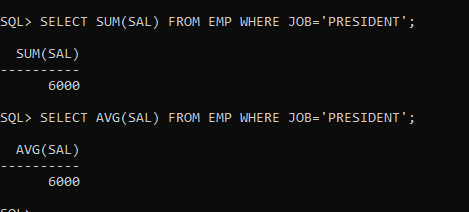 SQL> SELECT SUM(SAL) FROM EMP WHERE JOB='PRESIDENT';
SUM(SAL)
----------
6000
SQL> SELECT AVG(SAL) FROM EMP WHERE JOB='PRESIDENT';
AVG(SAL)
----------
6000
SQL>